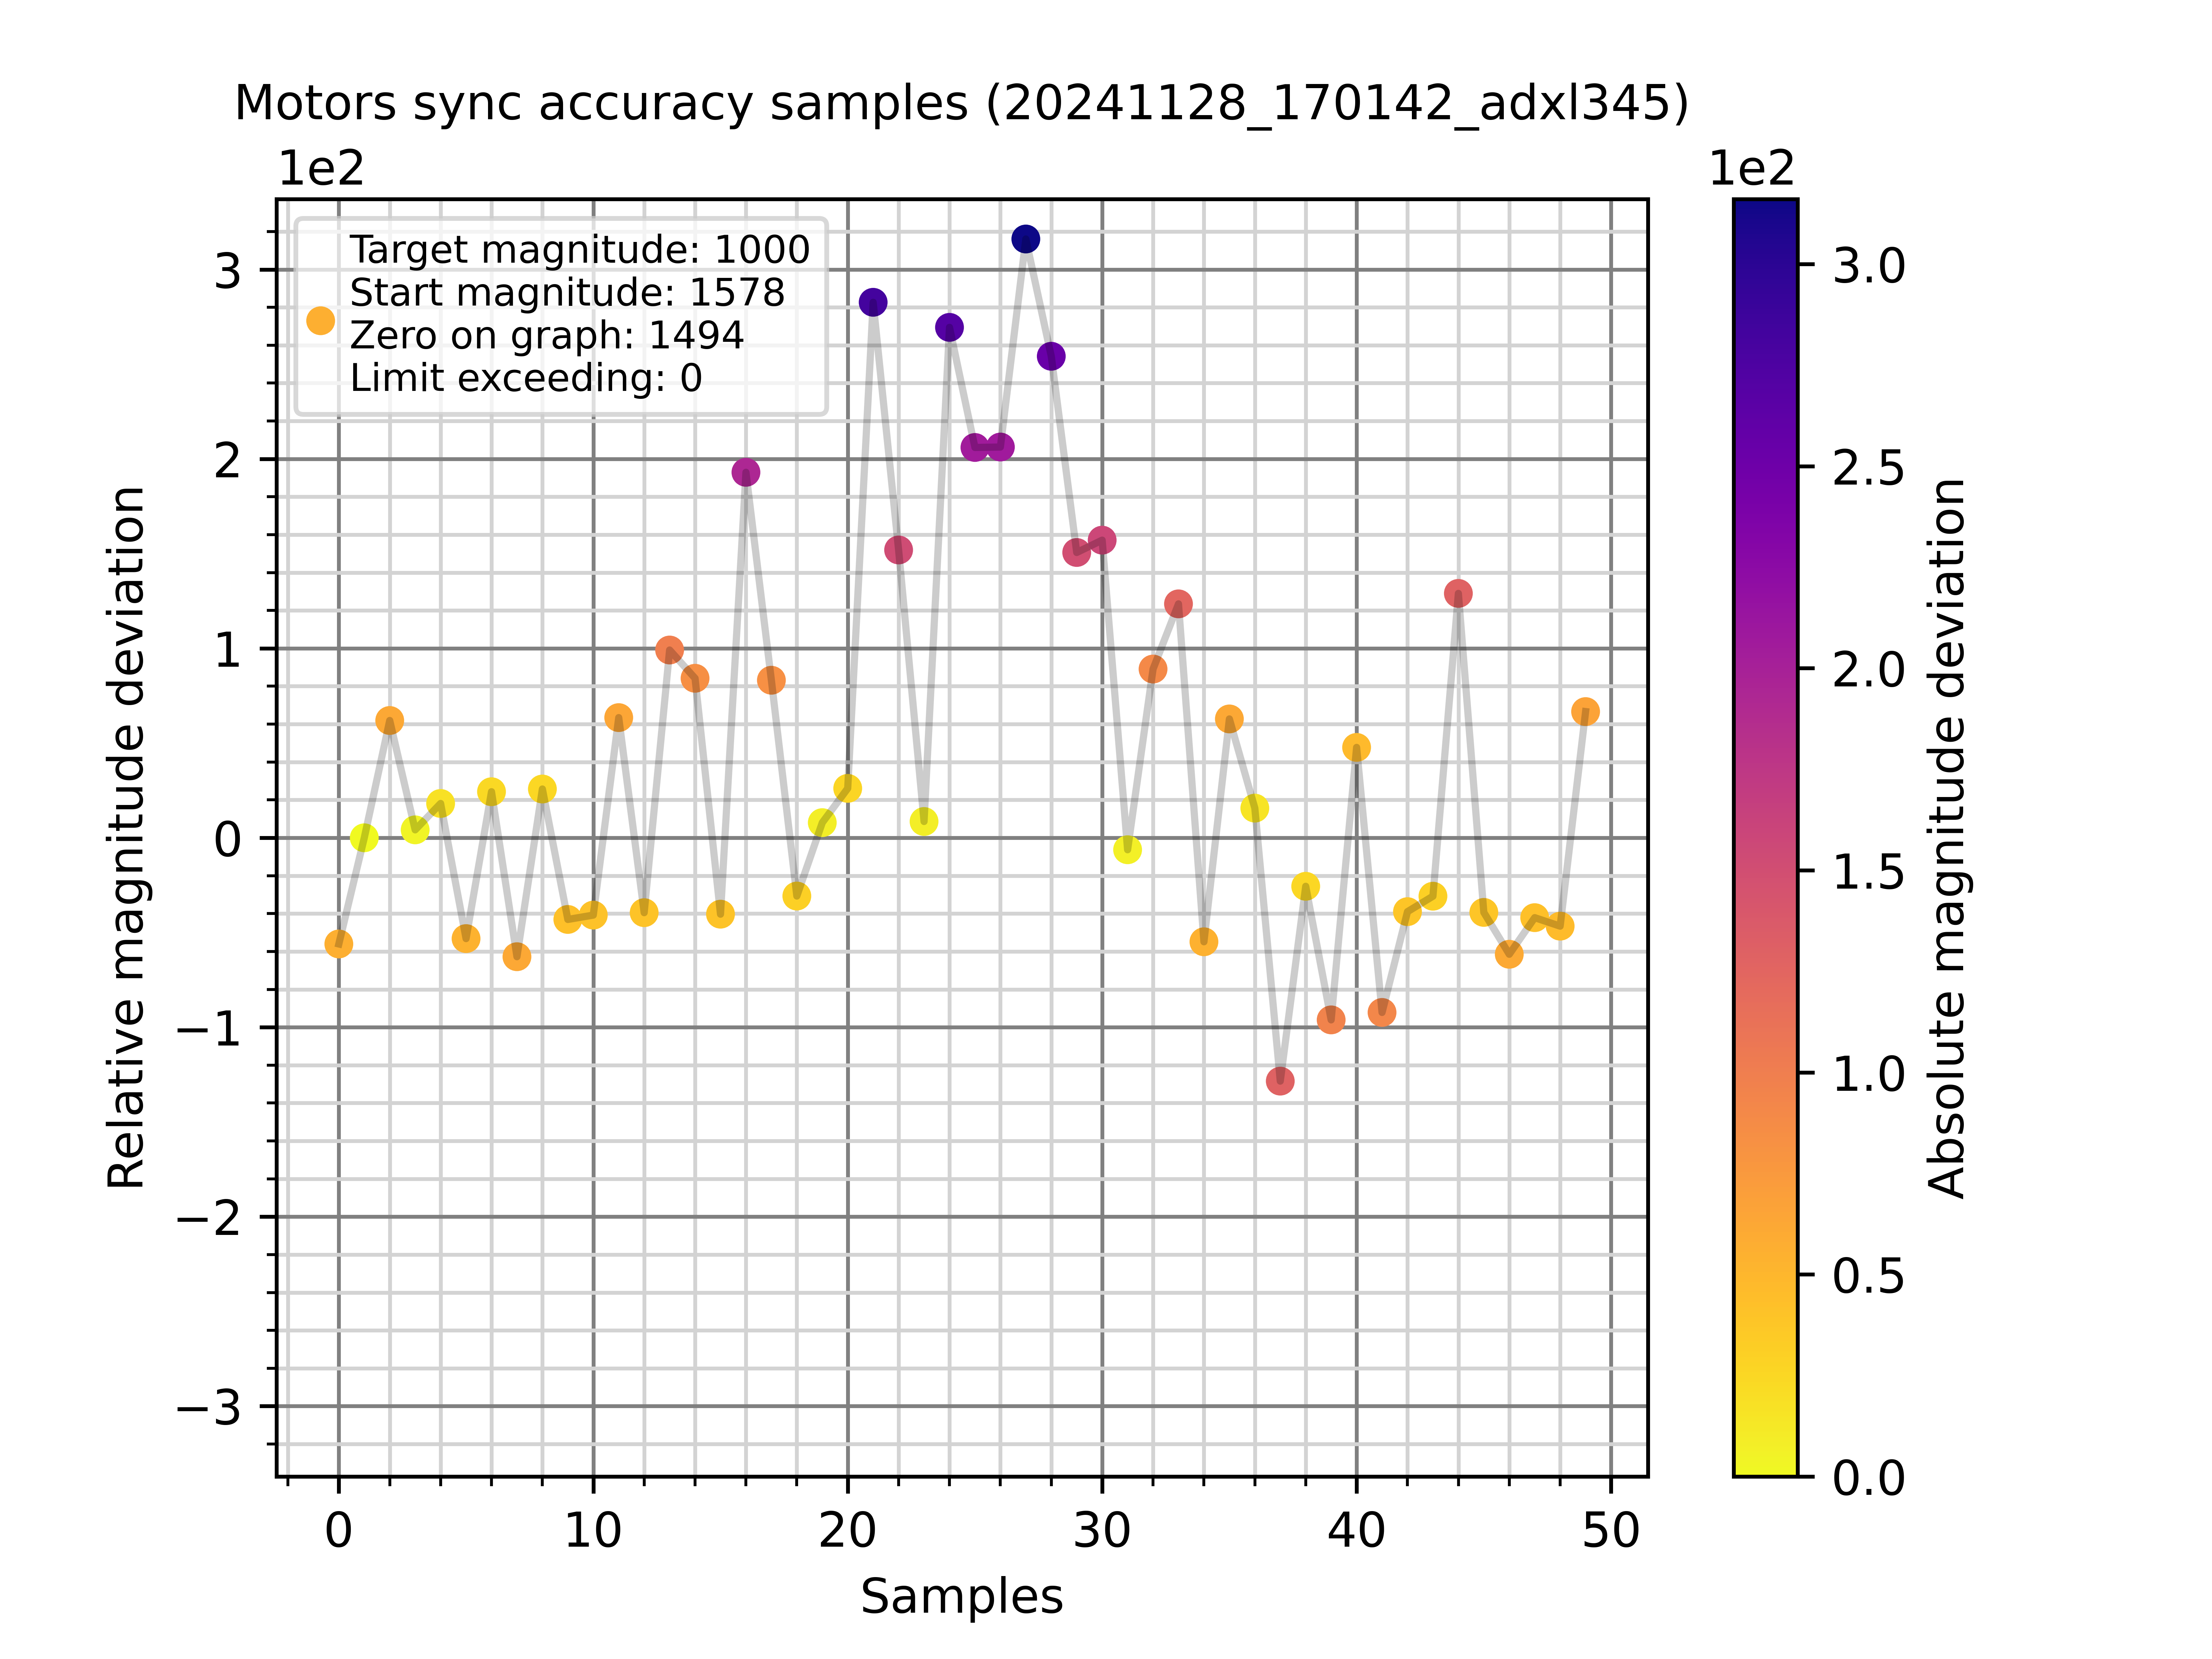 Motors sync accuracy samples (20241128_170142_adxl345)
1e2
1e2
Target magnitude: 1000
Start magnitude: 1578
Zero on graph: 1494
Limit exceeding: 0
3
2
1
0
−1
−2
−3
Relative magnitude deviation
0 10 20 30 40 50
Samples
3.0
2.5
2.0
1.5
1.0
0.5
0.0
Absolute magnitude deviation